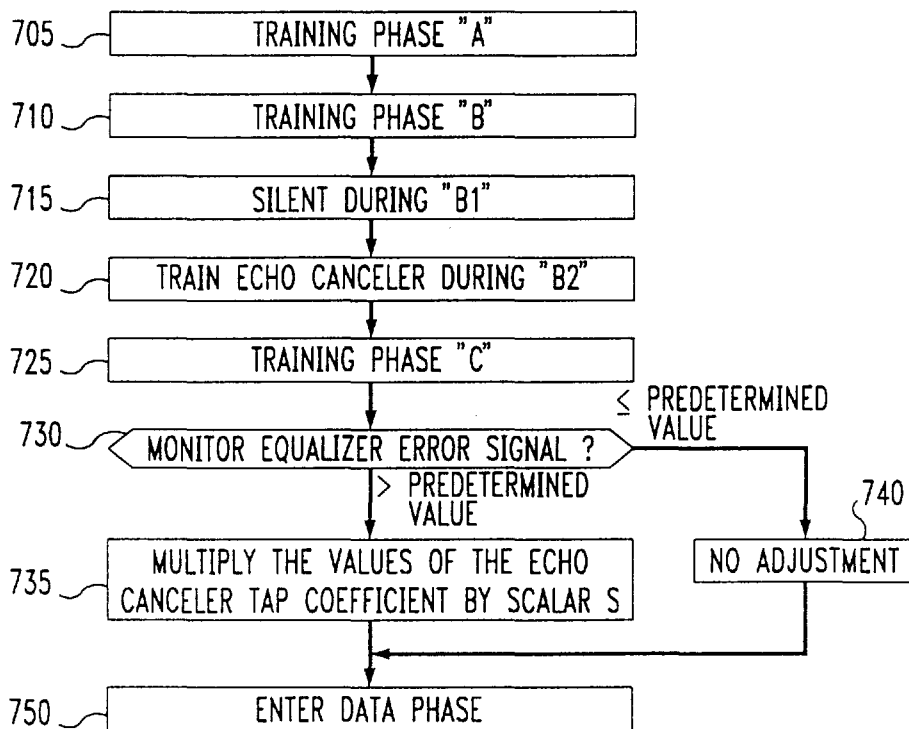 705
TRAINING PHASE "A"
710
TRAINING PHASE "B"
715
SILENT DURING "B1"
720
TRAIN ECHO CANCELER DURING "B2"
725
TRAINING PHASE "C"
≤ PREDETERMINED
VALUE
730
MONITOR EQUALIZER ERROR SIGNAL ?
> PREDETERMINED
VALUE
740
NO ADJUSTMENT
735
MULTIPLY THE VALUES OF THE ECHO
CANCELER TAP COEFFICIENT BY SCALAR S
750
ENTER DATA PHASE